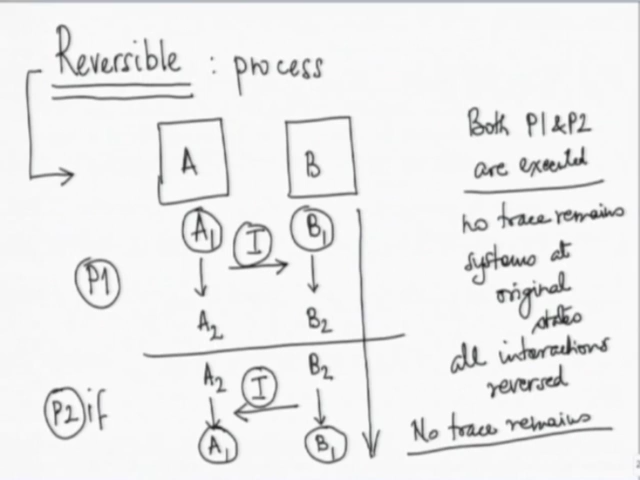 Reversible : process
A B
A1 I B1
P1
A2 B2
A2 I B2
P2 if
A1 B1
Both P1 & P2
are executed
no trace remains
systems at
original
states
all interactions
reversed
No trace remains